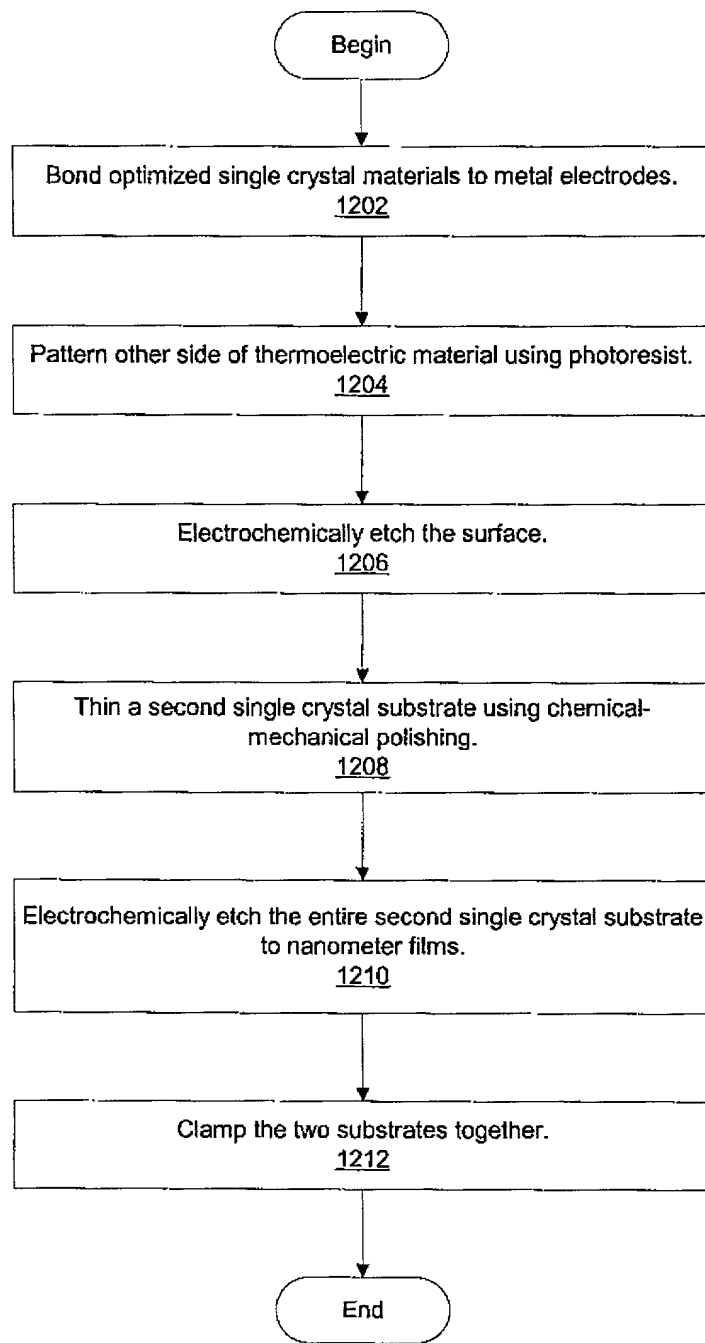 Begin
Bond optimized single crystal materials to metal electrodes.
1202
Pattern other side of thermoelectric material using photoresist.
1204
Electrochemically etch the surface.
1206
Thin a second single crystal substrate using chemical-
mechanical polishing.
1208
Electrochemically etch the entire second single crystal substrate
to nanometer films.
1210
Clamp the two substrates together.
1212
End